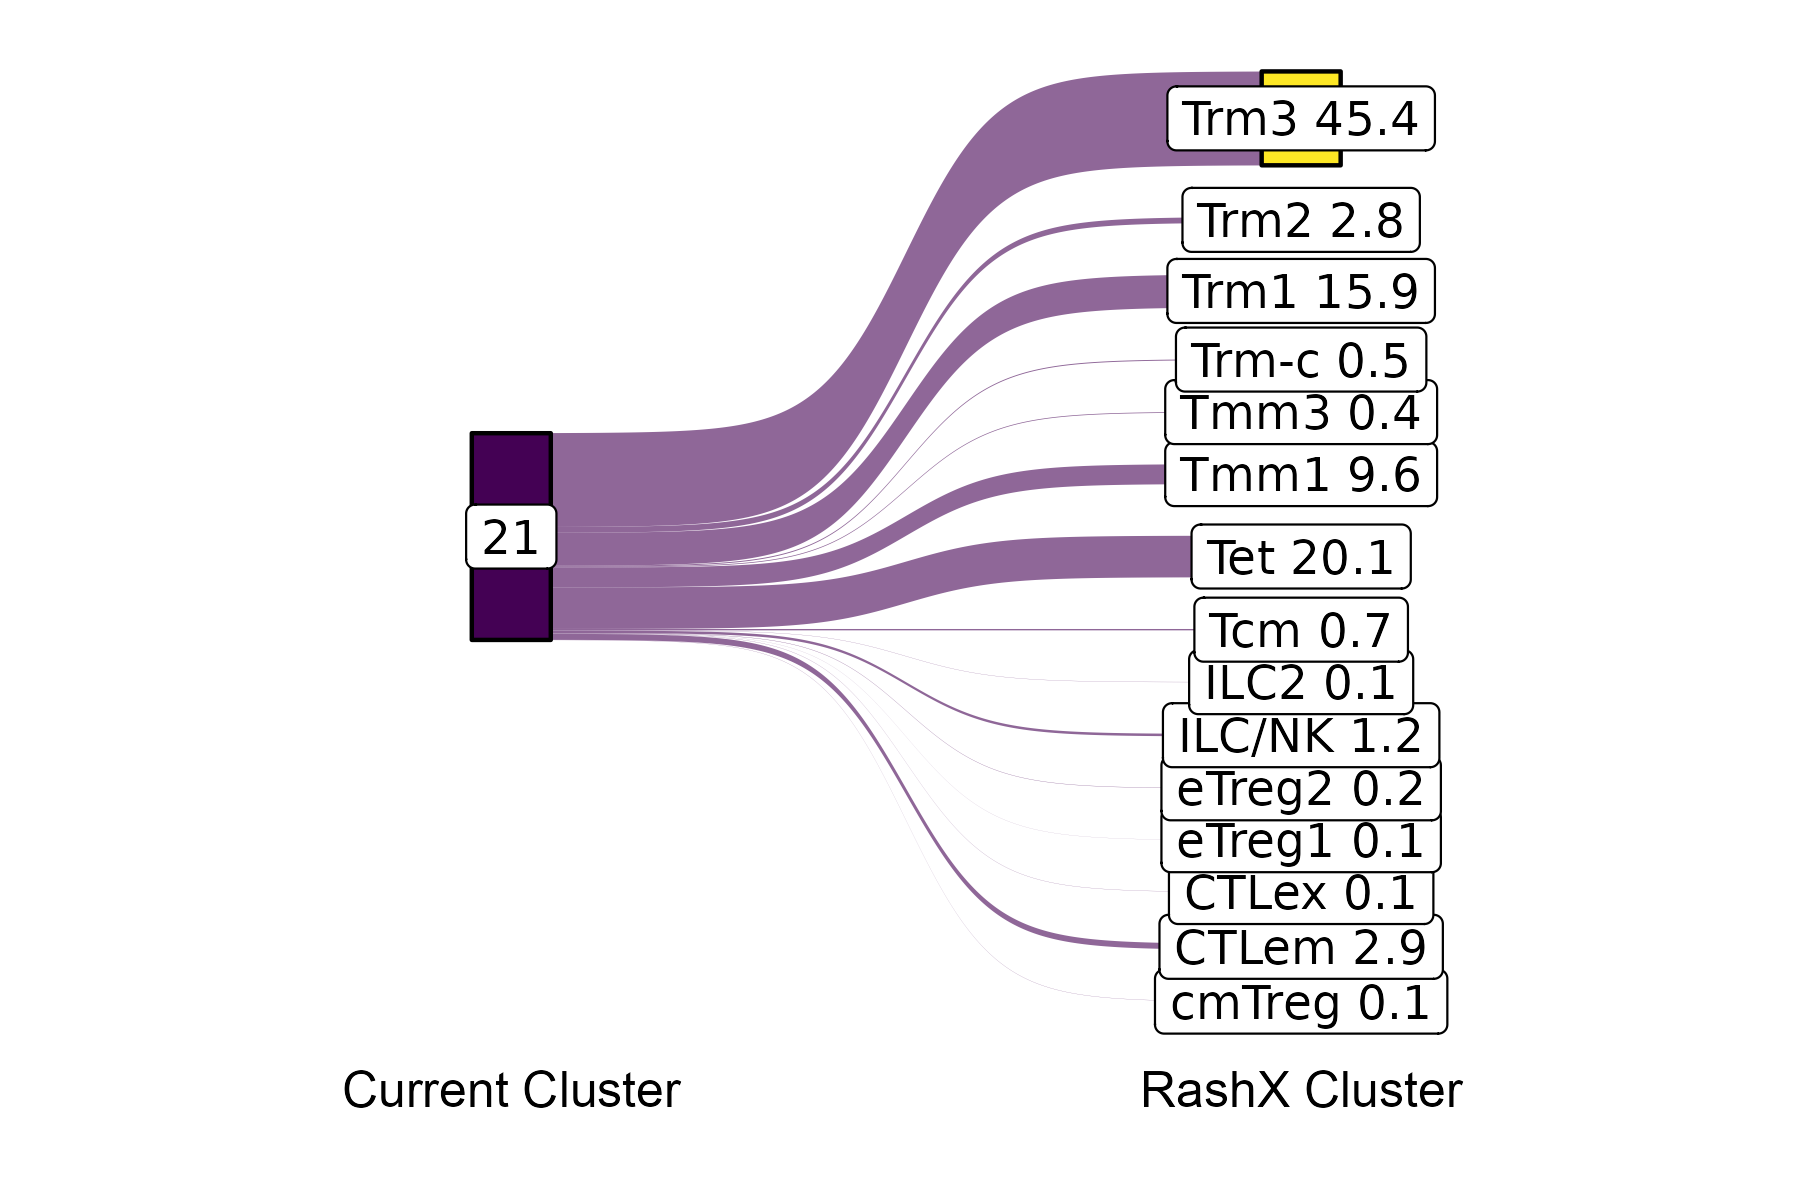 Trm3 45.4
Trm2 2.8
Trm1 15.9
Trm-c 0.5
Tmm3 0.4
Tmm1 9.6
21
Tet 20.1
Tcm 0.7
ILC2 0.1
ILC/NK 1.2
eTreg2 0.2
eTreg1 0.1
CTLex 0.1
CTLem 2.9
cmTreg 0.1
Current Cluster
RashX Cluster